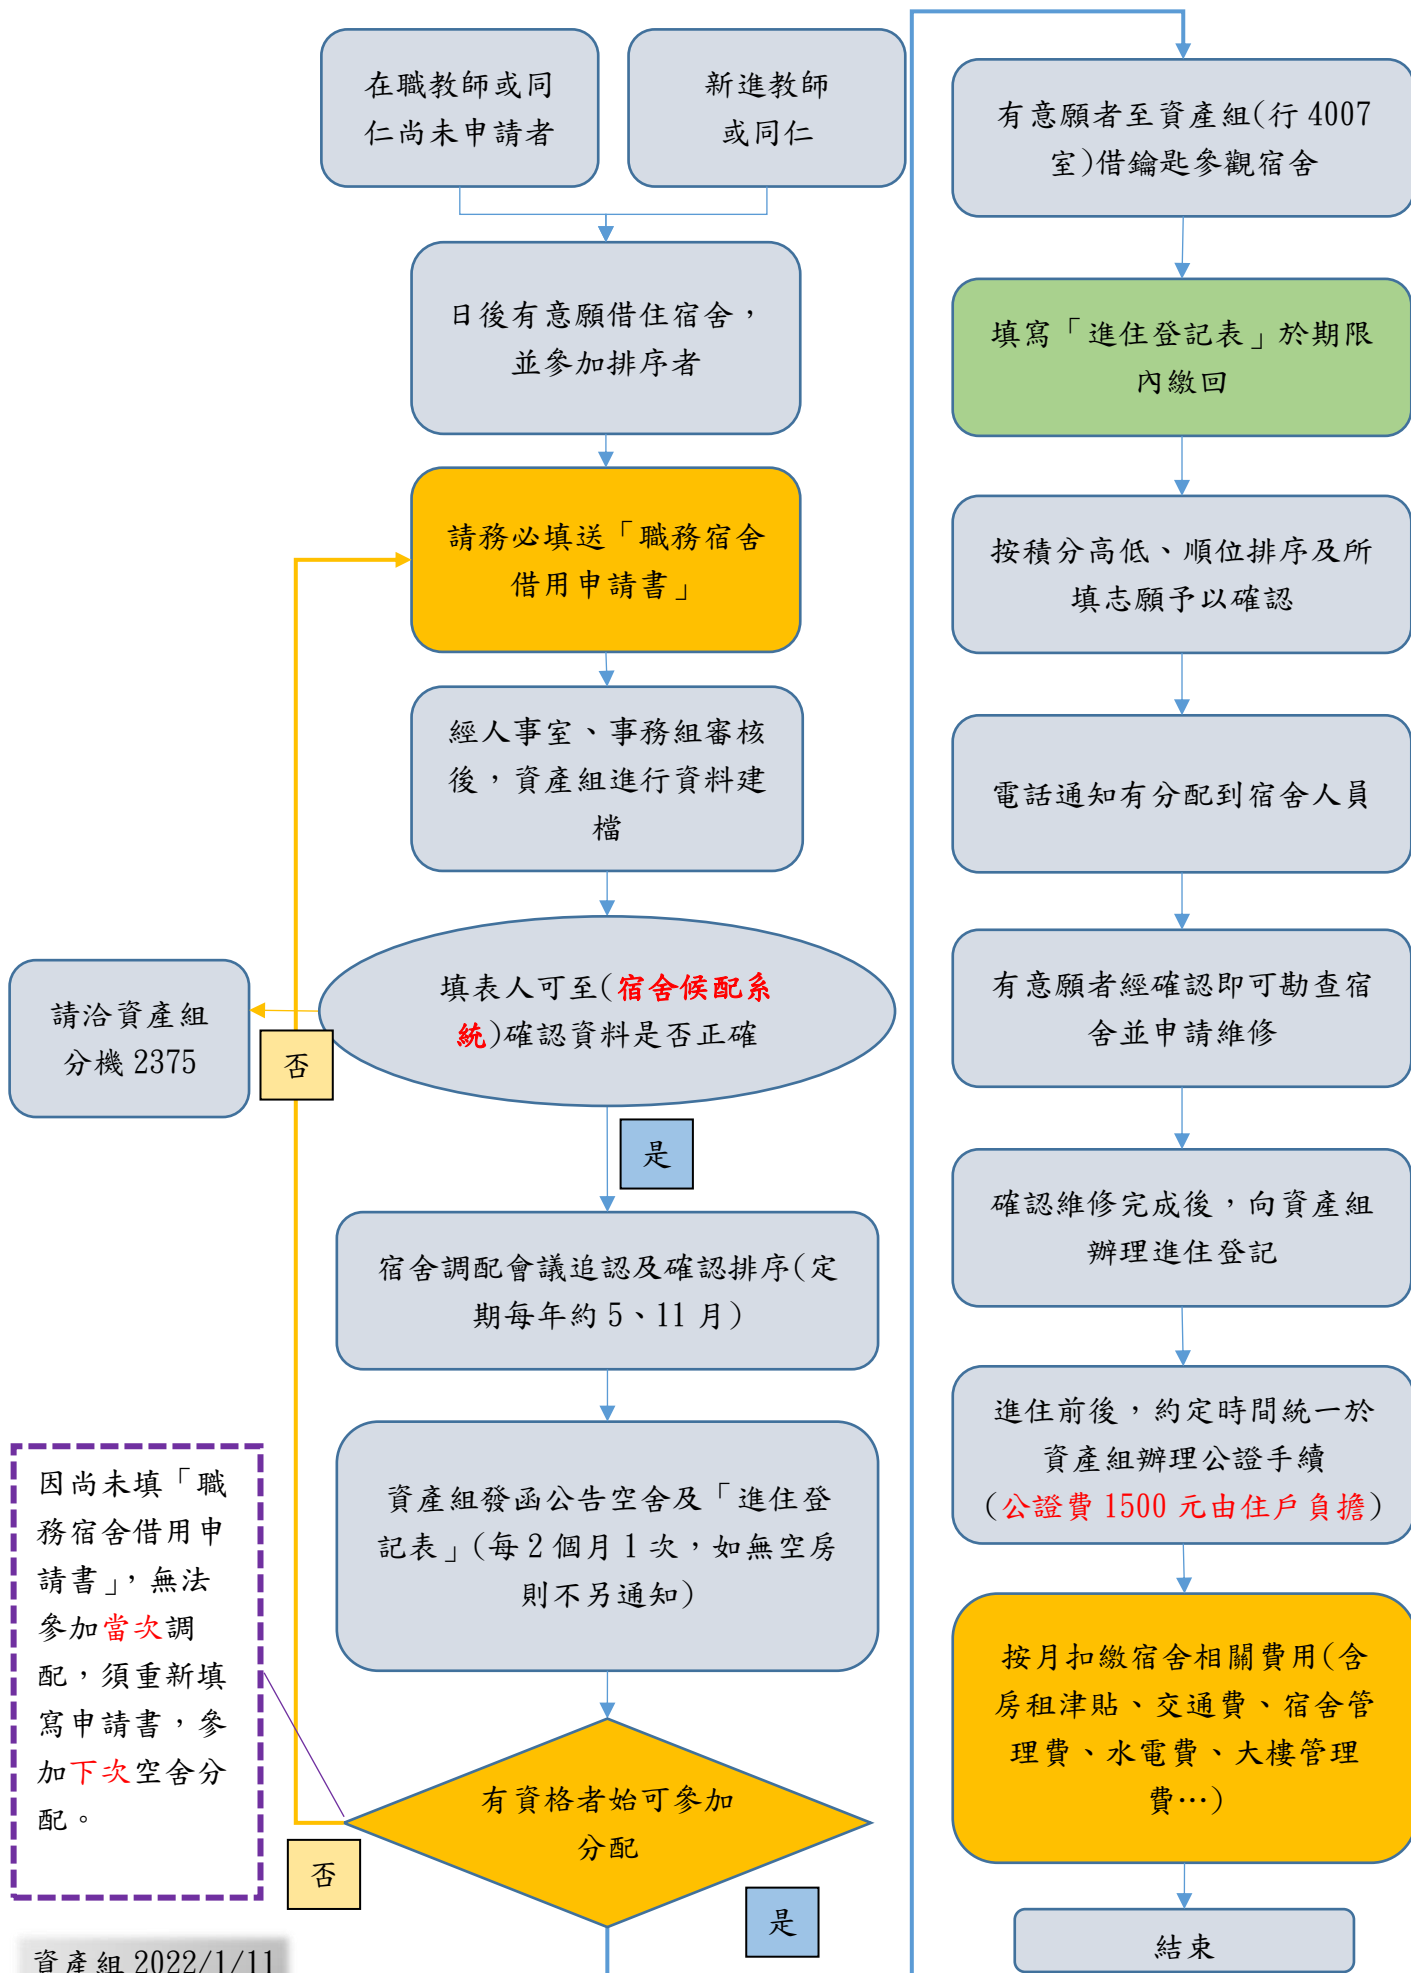 在職教師或同
仁尚未申請者
新進教師
或同仁
日後有意願借住宿舍，
並參加排序者
請務必填送「職務宿舍
借用申請書」
經人事室、事務組審核
後，資產組進行資料建
檔
填表人可至(宿舍候配系
統)確認資料是否正確
否
請洽資產組
分機 2375
是
宿舍調配會議追認及確認排序(定
期每年約 5、11 月)
資產組發函公告空舍及「進住登
記表」(每 2 個月 1 次，如無空房
則不另通知)
有資格者始可參加
分配
否
因尚未填「職
務宿舍借用申
請書」，無法
參加當次調
配，須重新填
寫申請書，參
加下次空舍分
配。
是
有意願者至資產組(行 4007
室)借鑰匙參觀宿舍
填寫「進住登記表」於期限
內繳回
按積分高低、順位排序及所
填志願予以確認
電話通知有分配到宿舍人員
有意願者經確認即可勘查宿
舍並申請維修
確認維修完成後，向資產組
辦理進住登記
進住前後，約定時間統一於
資產組辦理公證手續
(公證費 1500 元由住戶負擔)
按月扣繳宿舍相關費用(含
房租津貼、交通費、宿舍管
理費、水電費、大樓管理
費…)
結束
資產組 2022/1/11